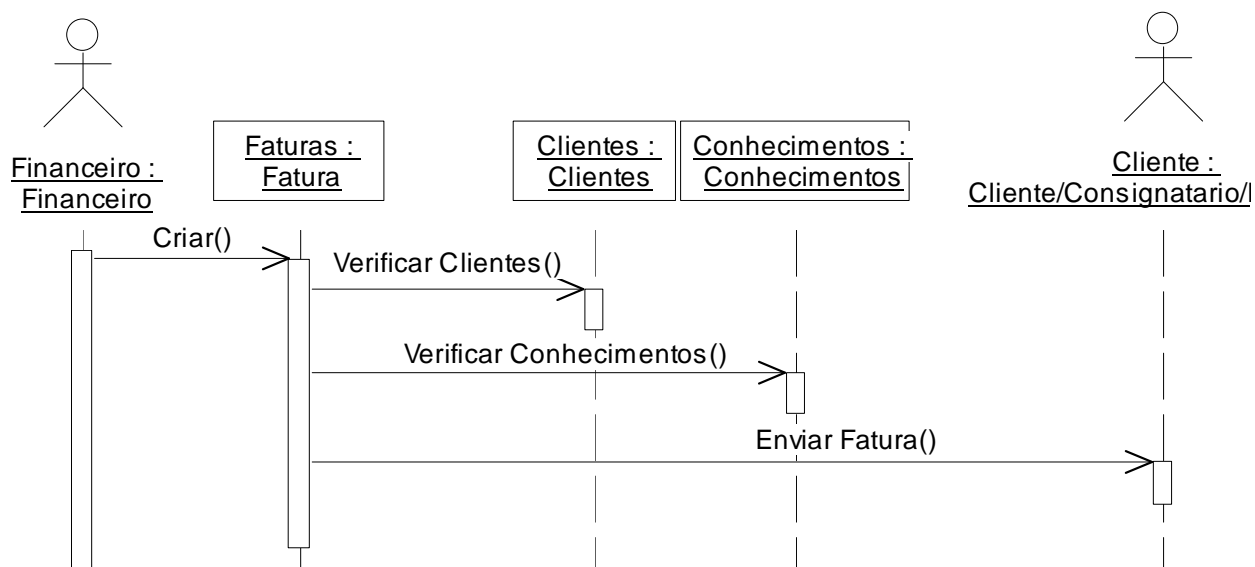 Financeiro :
Financeiro
Faturas :
Fatura
Clientes :
Clientes
Conhecimentos :
Conhecimentos
Cliente :
Cliente/Consignatario/
Criar()
Verificar Clientes()
Verificar Conhecimentos()
Enviar Fatura()